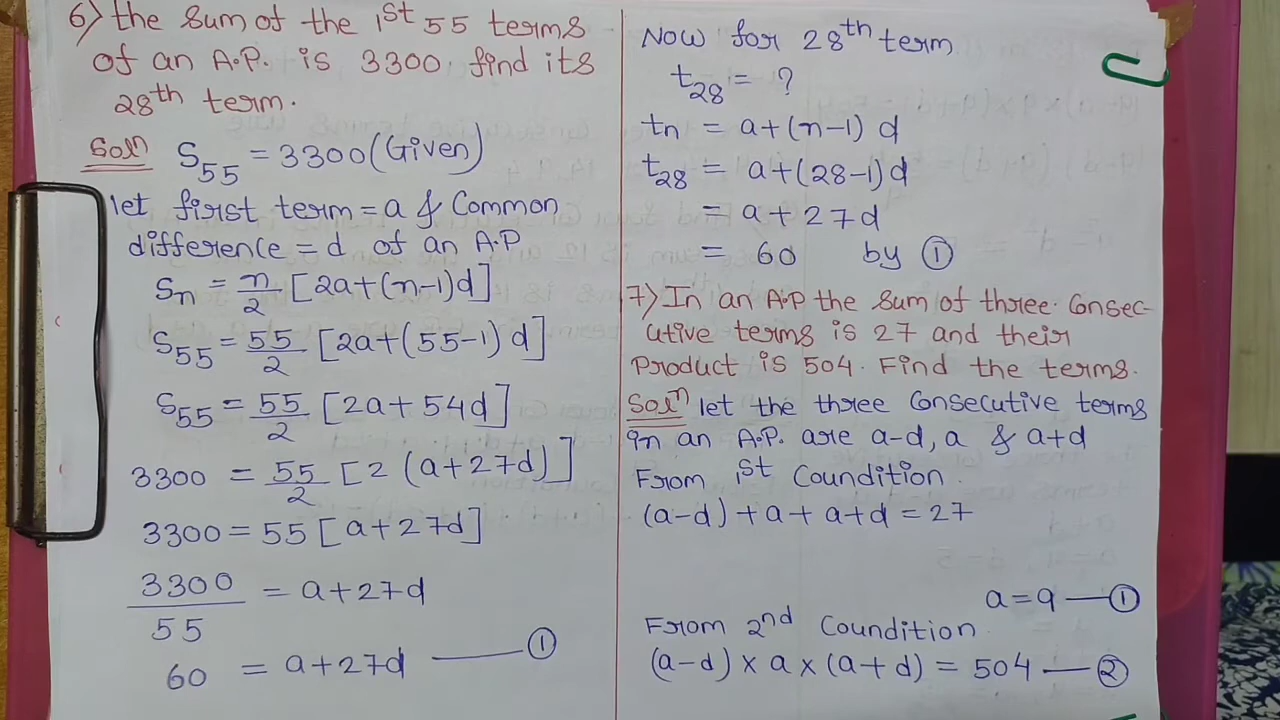 6) the sum of the 1st 55 terms
of an A.P. is 3300. find its
28th term.
Soln S55 = 3300 (Given)
let first term = a & Common
difference = d of an A.P
Sn = n/2 [2a+(n-1)d]
S55 = 55/2 [2a+(55-1)d]
S55 = 55/2 [2a+54d]
3300 = 55/2 [2(a+27d)]
3300 = 55[a+27d]
3300/55 = a+27d
60 = a+27d —— ①
Now for 28th term
t28 = ?
tn = a+(n-1)d
t28 = a+(28-1)d
= a+27d
= 60 by ①
7) In an A.P the sum of three Consec-
utive terms is 27 and their
Product is 504. Find the terms.
Soln let the three Consecutive terms
in an A.P. are a-d, a & a+d
From 1st Coundition
(a-d)+a+a+d = 27
a=9 — ①
From 2nd Coundition
(a-d)×a×(a+d) = 504 — ②